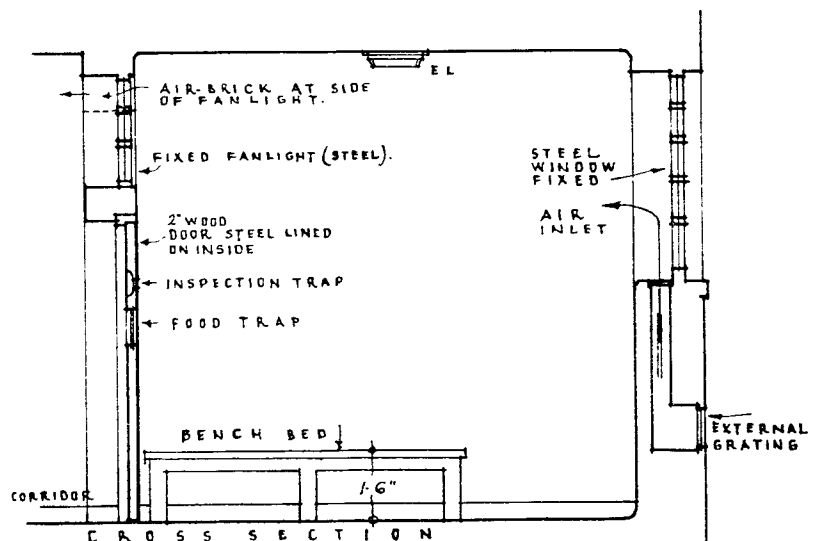 EL
AIR-BRICK AT SIDE
OF FANLIGHT.
FIXED FANLIGHT (STEEL).
STEEL
WINDOW
FIXED
2" WOOD
DOOR STEEL LINED
ON INSIDE
AIR
INLET
INSPECTION TRAP
FOOD TRAP
BENCH BED
EXTERNAL
GRATING
1-6"
CORRIDOR
CROSS SECTION